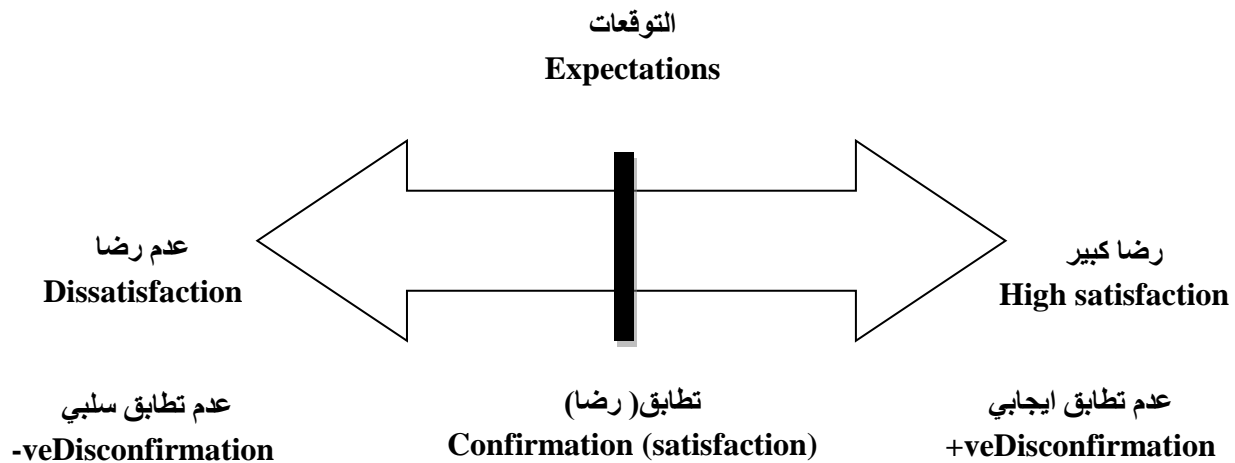 التوقعات
Expectations
عدم رضا
Dissatisfaction
رضا كبير
High satisfaction
عدم تطابق سلبي
-veDisconfirmation
تطابق( رضا)
Confirmation (satisfaction)
عدم تطابق ايجابي
+veDisconfirmation